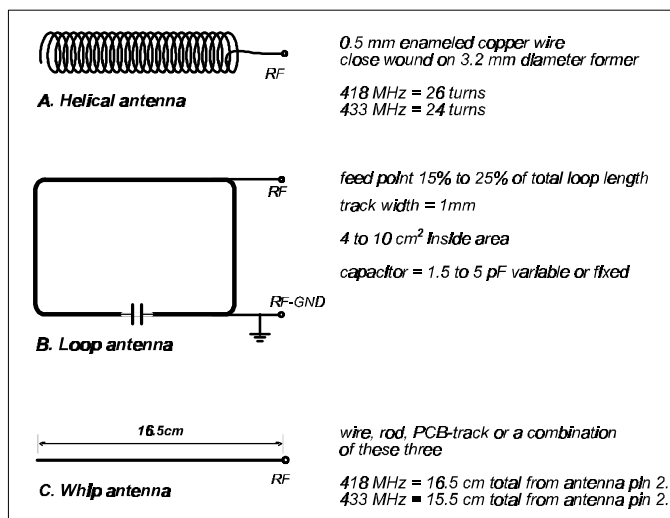 RF
A. Helical antenna
0.5 mm enameled copper wire
close wound on 3.2 mm diameter former
418 MHz = 26 turns
433 MHz = 24 turns
RF
RF-GND
B. Loop antenna
feed point 15% to 25% of total loop length
track width = 1mm
4 to 10 cm² inside area
capacitor = 1.5 to 5 pF variable or fixed
16.5cm
RF
C. Whip antenna
wire, rod, PCB-track or a combination
of these three
418 MHz = 16.5 cm total from antenna pin 2.
433 MHz = 15.5 cm total from antenna pin 2.